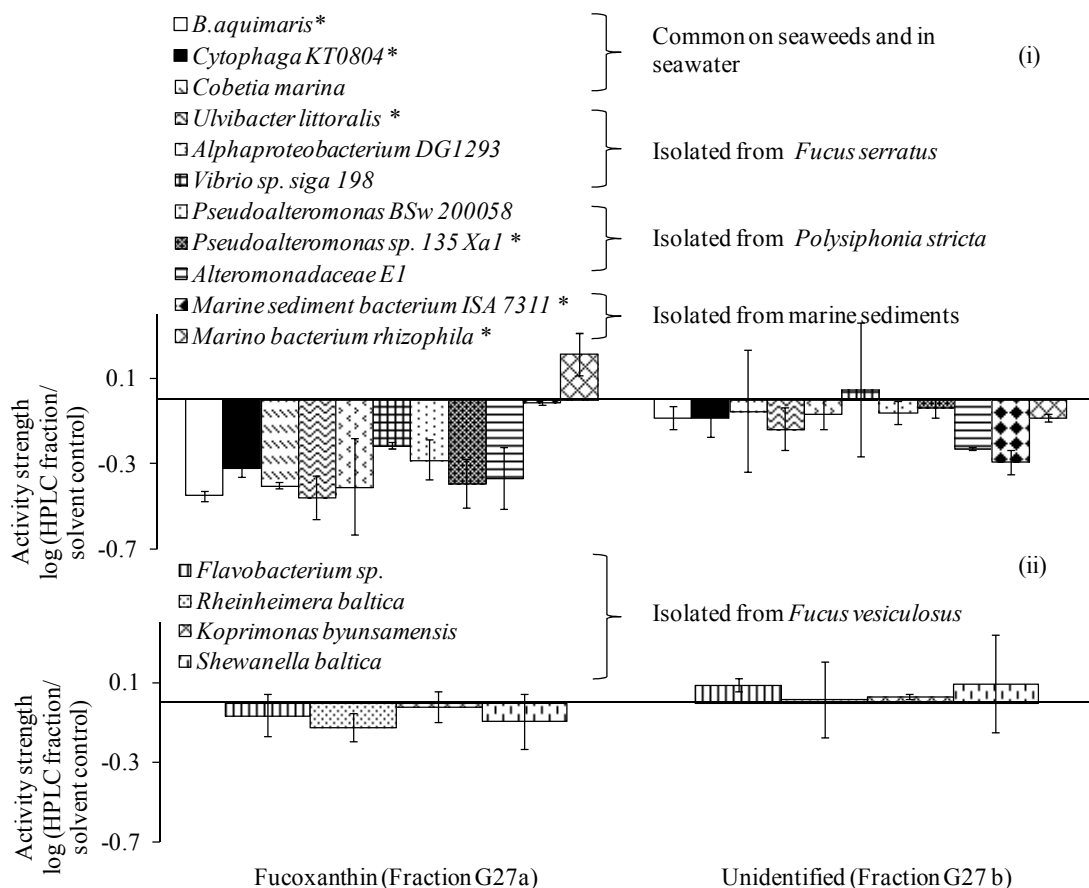 B.aquimaris*
Cytophaga KT0804 *
Cobetia marina
Common on seaweeds and in
seawater
(i)
Ulvibacter littoralis *
Alphaproteobacterium DG1293
Vibrio sp. siga 198
Isolated from Fucus serratus
Pseudoalteromonas BSw 200058
Pseudoalteromonas sp. 135 Xa1 *
Alteromonadaceae E1
Isolated from Polysiphonia stricta
Marine sediment bacterium ISA 7311 *
Marino bacterium rhizophila *
Isolated from marine sediments
Activity strength
log (HPLC fraction/
solvent control)
0.1
-0.3
-0.7
Flavobacterium sp.
Rheinheimera baltica
Koprimonas byunsamensis
Shewanella baltica
Isolated from Fucus vesiculosus
(ii)
Activity strength
log (HPLC fraction/
solvent control)
0.1
-0.3
-0.7
Fucoxanthin (Fraction G27a)
Unidentified (Fraction G27 b)